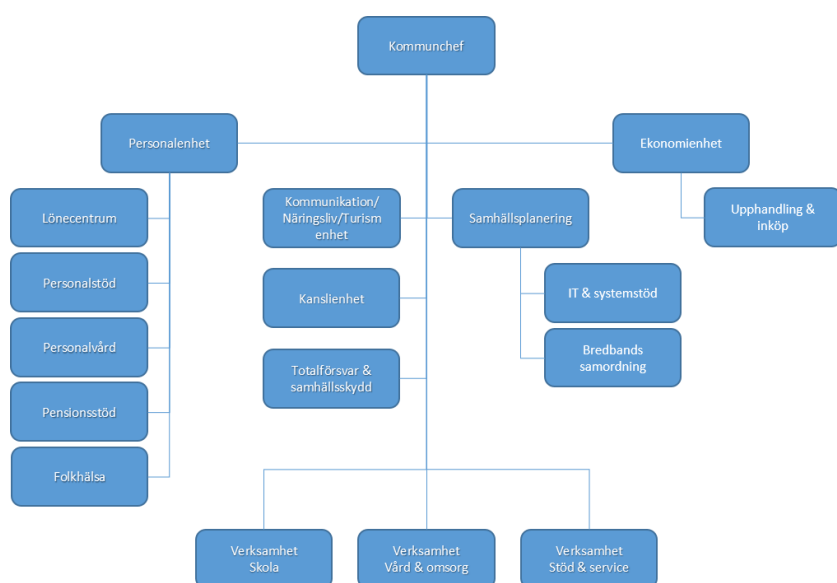 Kommunchef
Personalenhet
Ekonomienhet
Lönecentrum
Kommunikation/
Näringsliv/Turism
enhet
Samhällsplanering
Upphandling &
inköp
Personalstöd
Kanslienhet
IT & systemstöd
Personalvård
Bredbands
samordning
Totalförsvar &
samhällsskydd
Pensionsstöd
Folkhälsa
Verksamhet
Skola
Verksamhet
Vård & omsorg
Verksamhet
Stöd & service